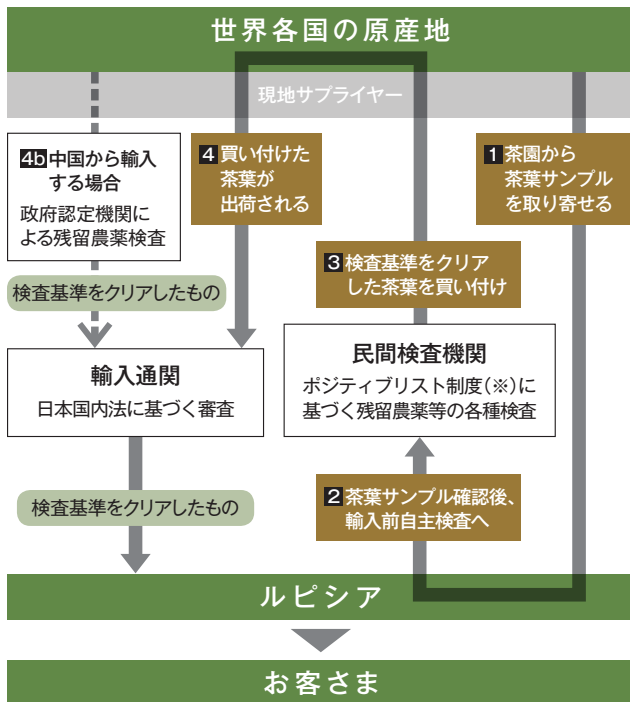 世界各国の原産地
現地サプライヤー
4b 中国から輸入
する場合
政府認定機関に
よる残留農薬検査
4 買い付けた
茶葉が
出荷される
1 茶園から
茶葉サンプル
を取り寄せる
3 検査基準をクリア
した茶葉を買い付け
検査基準をクリアしたもの
輸入通関
日本国内法に基づく審査
民間検査機関
ポジティブリスト制度(※)に
基づく残留農薬等の各種検査
検査基準をクリアしたもの
2 茶葉サンプル確認後、
輸入前自主検査へ
ルピシア
お客さま